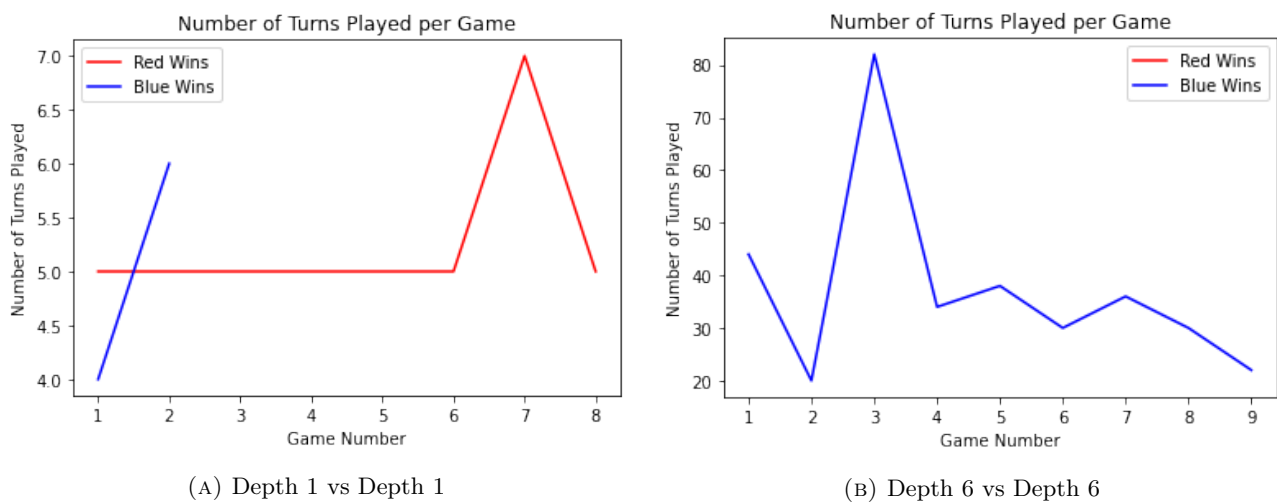 Number of Turns Played per Game
Red Wins
Blue Wins
Number of Turns Played
7.0
6.5
6.0
5.5
5.0
4.5
4.0
1 2 3 4 5 6 7 8
Game Number
(A) Depth 1 vs Depth 1
Number of Turns Played per Game
Red Wins
Blue Wins
Number of Turns Played
80
70
60
50
40
30
20
1 2 3 4 5 6 7 8 9
Game Number
(B) Depth 6 vs Depth 6